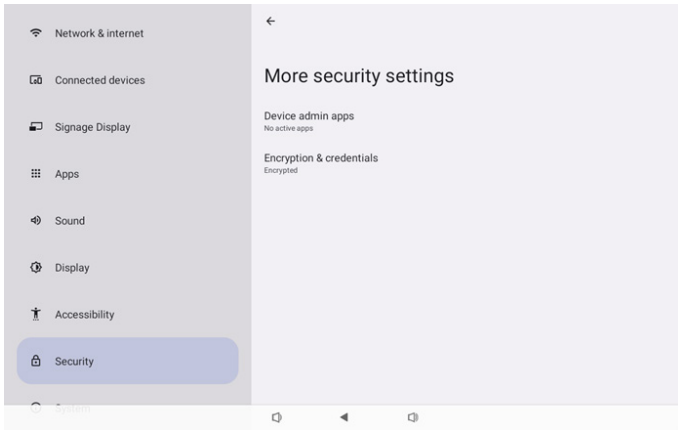 Network & internet
Connected devices
Signage Display
Apps
Sound
Display
Accessibility
Security
System
More security settings
Device admin apps
No active apps
Encryption & credentials
Encrypted